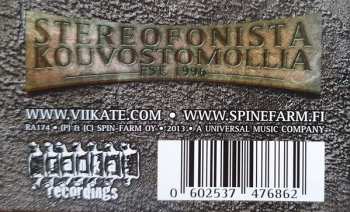 STEREOFONISTA
KOUVOSTOMOLLIA
EST. 1996
WWW.VIIKATE.COM • WWW.SPINEFARM.FI
RA174 • (P) & (C) SPIN-FARM OY • 2013 • A UNIVERSAL MUSIC COMPANY
recordings
0 602537 476862